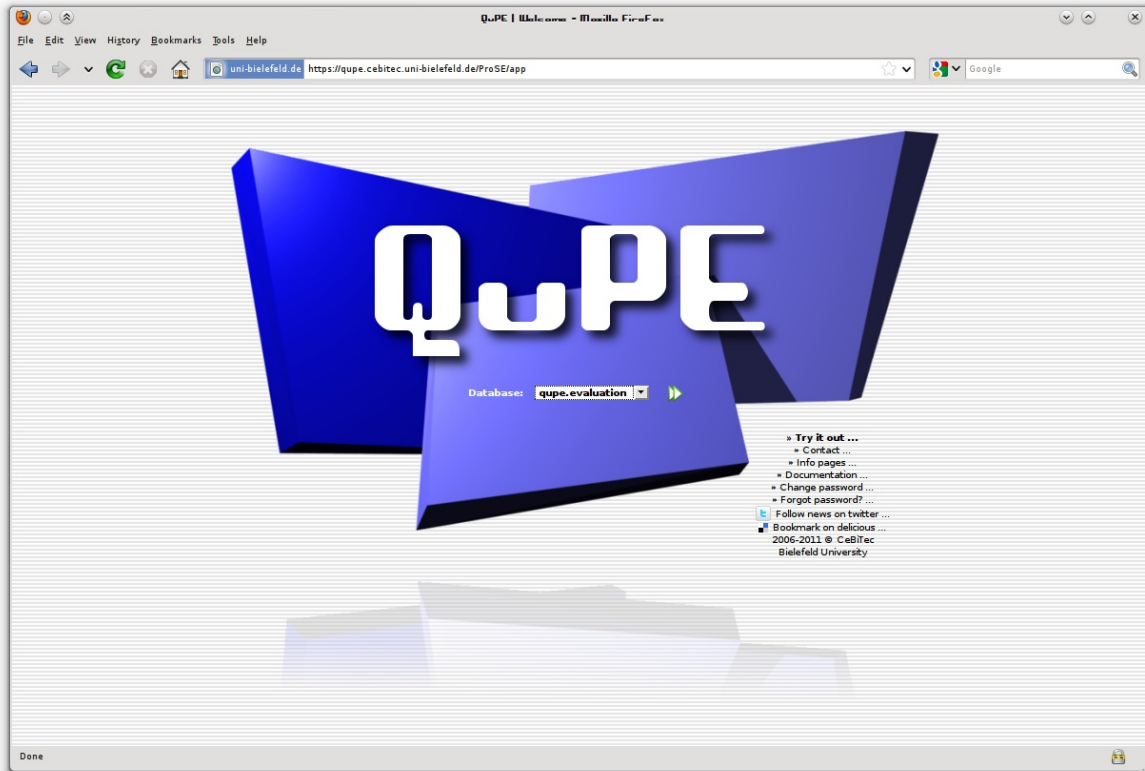 QuPE | Welcome - Mozilla Firefox
File Edit View History Bookmarks Tools Help
uni-bielefeld.de https://qupe.cebitec.uni-bielefeld.de/ProSE/app
Google
QuPE
Database: qupe.evaluation
» Try it out ...
» Contact ...
» Info pages ...
» Documentation ...
» Change password ...
» Forgot password? ...
Follow news on twitter ...
Bookmark on delicious ...
2006-2011 © CeBiTec
Bielefeld University
Done